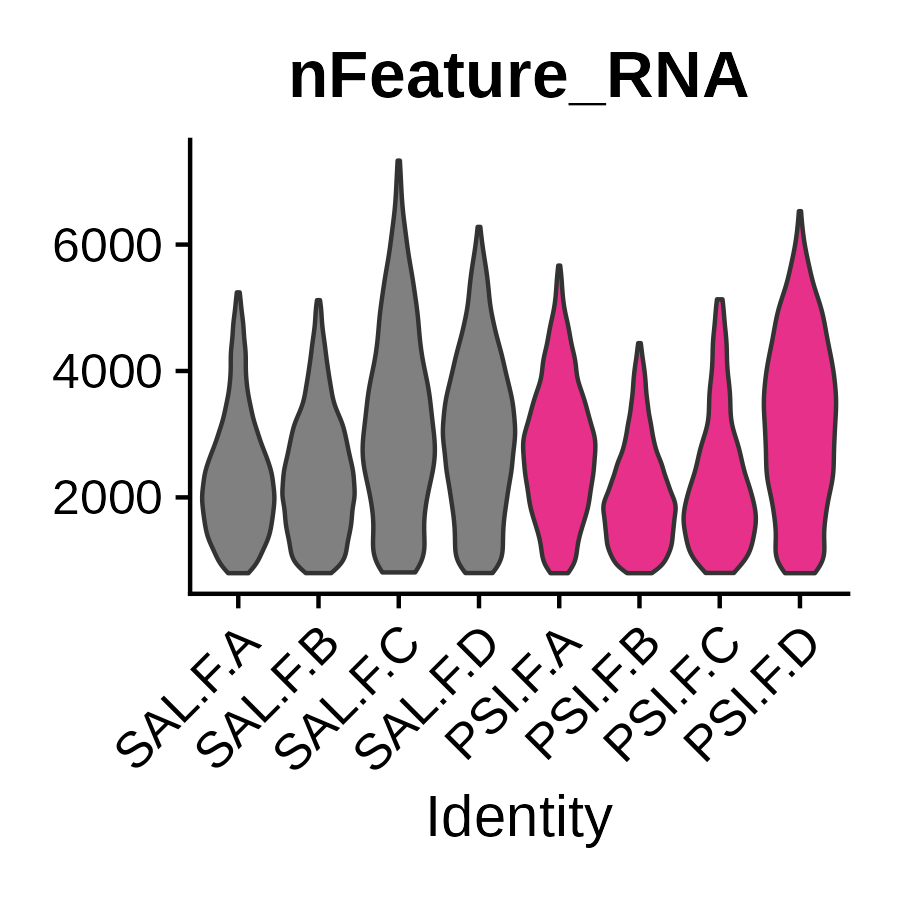 nFeature_RNA
6000
4000
2000
SAL.F.A
SAL.F.B
SAL.F.C
SAL.F.D
PSI.F.A
PSI.F.B
PSI.F.C
PSI.F.D
Identity